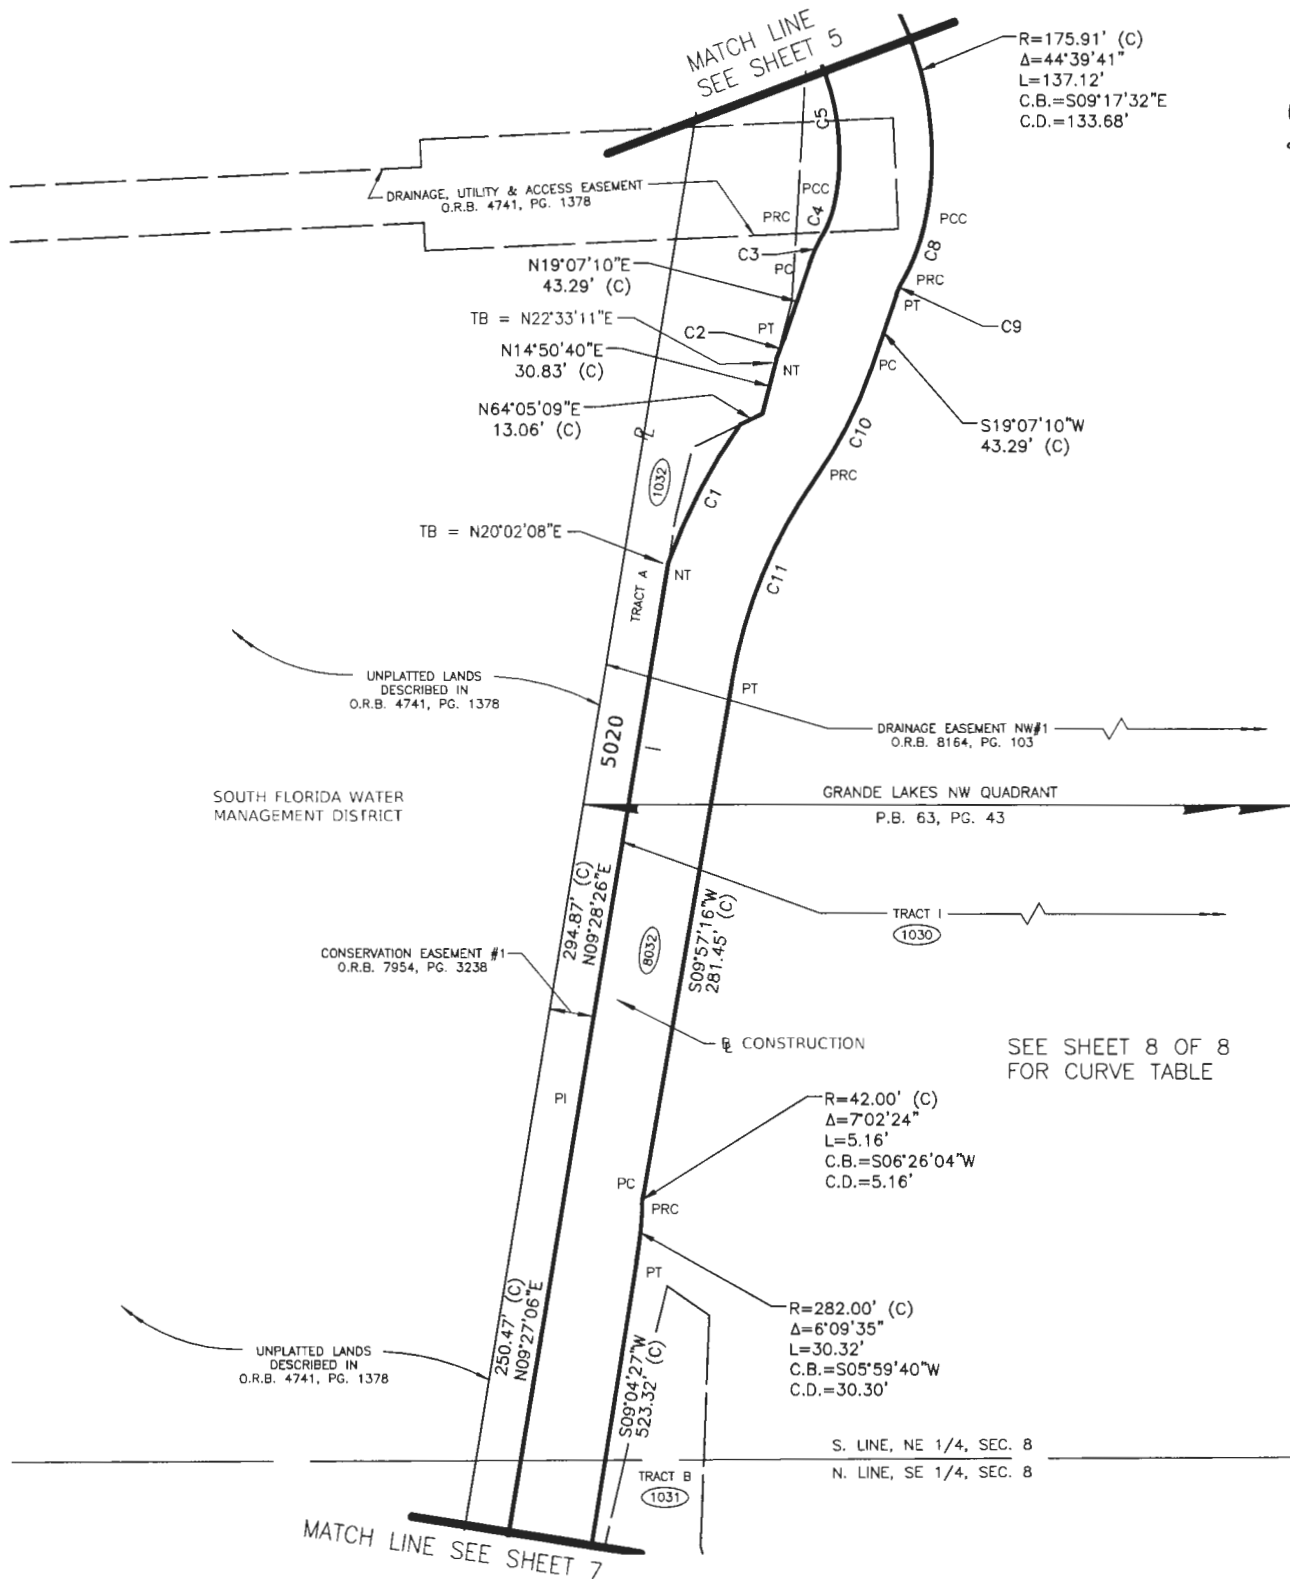 MATCH LINE
SEE SHEET 5
R=175.91' (C)
Δ=44°39'41"
L=137.12'
C.B.=S09°17'32"E
C.D.=133.68'
C5
DRAINAGE, UTILITY & ACCESS EASEMENT
O.R.B. 4741, PG. 1378
PCC
PRC
C4
PCC
C8
C3
PC
N19°07'10"E
43.29' (C)
PRC
PT
C9
TB = N22°33'11"E
C2
PT
N14°50'40"E
30.83' (C)
NT
PC
N64°05'09"E
13.06' (C)
S19°07'10"W
43.29' (C)
C10
PRC
PL
1032
C1
TB = N20°02'08"E
NT
TRACT A
C11
UNPLATTED LANDS
DESCRIBED IN
O.R.B. 4741, PG. 1378
PT
5020
DRAINAGE EASEMENT NW#1
O.R.B. 8164, PG. 103
SOUTH FLORIDA WATER
MANAGEMENT DISTRICT
GRANDE LAKES NW QUADRANT
P.B. 63, PG. 43
294.87' (C)
N09°28'26"E
TRACT I
1030
S09°57'16"W
281.45' (C)
8032
CONSERVATION EASEMENT #1
O.R.B. 7954, PG. 3238
BL CONSTRUCTION
SEE SHEET 8 OF 8
FOR CURVE TABLE
PI
R=42.00' (C)
Δ=7°02'24"
L=5.16'
C.B.=S06°26'04"W
C.D.=5.16'
PC
PRC
PT
250.47' (C)
N09°27'06"E
R=282.00' (C)
Δ=6°09'35"
L=30.32'
C.B.=S05°59'40"W
C.D.=30.30'
UNPLATTED LANDS
DESCRIBED IN
O.R.B. 4741, PG. 1378
S09°04'27"W
523.32' (C)
S. LINE, NE 1/4, SEC. 8
N. LINE, SE 1/4, SEC. 8
TRACT B
1031
MATCH LINE SEE SHEET 7